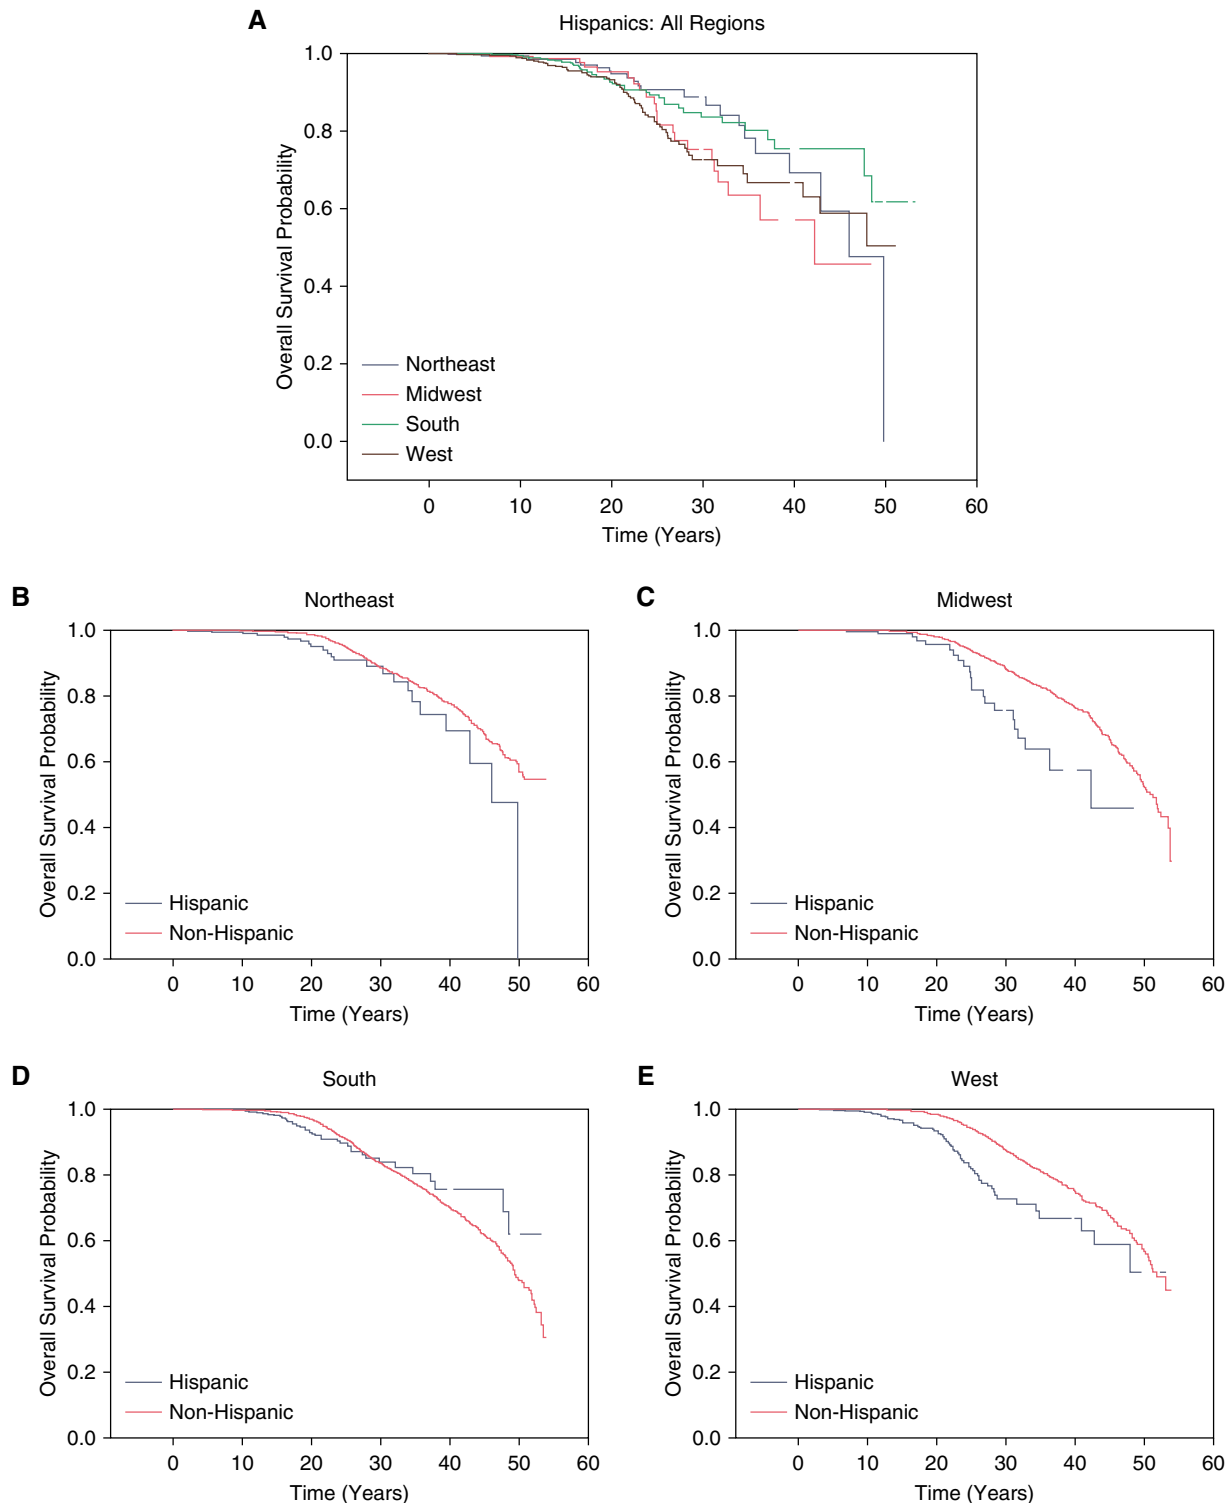 A
Hispanics: All Regions
1.0
0.8
0.6
0.4
0.2
0.0
Overall Survival Probability
Northeast
Midwest
South
West
0 10 20 30 40 50 60
Time (Years)
B
Northeast
1.0
0.8
0.6
0.4
0.2
0.0
Overall Survival Probability
Hispanic
Non-Hispanic
0 10 20 30 40 50 60
Time (Years)
C
Midwest
1.0
0.8
0.6
0.4
0.2
0.0
Overall Survival Probability
Hispanic
Non-Hispanic
0 10 20 30 40 50 60
Time (Years)
D
South
1.0
0.8
0.6
0.4
0.2
0.0
Overall Survival Probability
Hispanic
Non-Hispanic
0 10 20 30 40 50 60
Time (Years)
E
West
1.0
0.8
0.6
0.4
0.2
0.0
Overall Survival Probability
Hispanic
Non-Hispanic
0 10 20 30 40 50 60
Time (Years)